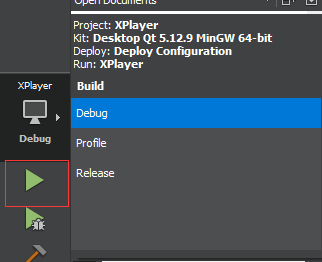 Open Documents
Project: XPlayer
Kit: Desktop Qt 5.12.9 MinGW 64-bit
Deploy: Deploy Configuration
Run: XPlayer
XPlayer
Build
Debug
Debug
Profile
Release